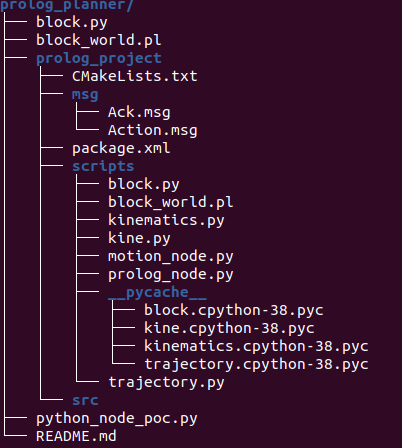 prolog_planner/
├── block.py
├── block_world.pl
├── prolog_project
│   ├── CMakeLists.txt
│   ├── msg
│   │   ├── Ack.msg
│   │   └── Action.msg
│   ├── package.xml
│   ├── scripts
│   │   ├── block.py
│   │   ├── block_world.pl
│   │   ├── kinematics.py
│   │   ├── kine.py
│   │   ├── motion_node.py
│   │   ├── prolog_node.py
│   │   ├── __pycache__
│   │   │   ├── block.cpython-38.pyc
│   │   │   ├── kine.cpython-38.pyc
│   │   │   ├── kinematics.cpython-38.pyc
│   │   │   └── trajectory.cpython-38.pyc
│   │   └── trajectory.py
│   └── src
├── python_node_poc.py
└── README.md